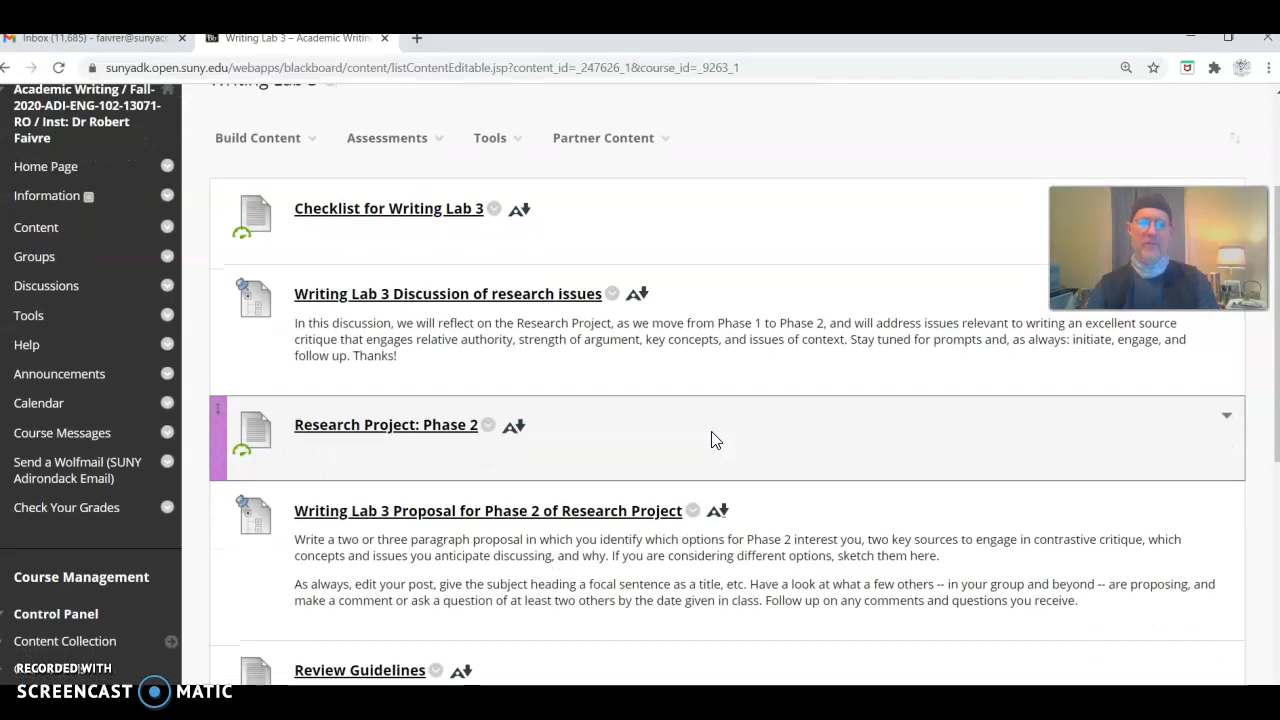 Inbox (11,685) - faivrer@sunyacc
Writing Lab 3 – Academic Writin
sunyadk.open.suny.edu/webapps/blackboard/content/listContentEditable.jsp?content_id=_247626_1&course_id=_9263_1
Academic Writing / Fall-
2020-ADI-ENG-102-13071-
RO / Inst: Dr Robert
Faivre
Home Page
Information
Content
Groups
Discussions
Tools
Help
Announcements
Calendar
Course Messages
Send a Wolfmail (SUNY
Adirondack Email)
Check Your Grades
Course Management
Control Panel
Content Collection
RECORDED WITH
SCREENCAST MATIC
Writing Lab 3
Build Content
Assessments
Tools
Partner Content
Checklist for Writing Lab 3
Writing Lab 3 Discussion of research issues
In this discussion, we will reflect on the Research Project, as we move from Phase 1 to Phase 2, and will address issues relevant to writing an excellent source
critique that engages relative authority, strength of argument, key concepts, and issues of context. Stay tuned for prompts and, as always: initiate, engage, and
follow up. Thanks!
Research Project: Phase 2
Writing Lab 3 Proposal for Phase 2 of Research Project
Write a two or three paragraph proposal in which you identify which options for Phase 2 interest you, two key sources to engage in contrastive critique, which
concepts and issues you anticipate discussing, and why. If you are considering different options, sketch them here.
As always, edit your post, give the subject heading a focal sentence as a title, etc. Have a look at what a few others -- in your group and beyond -- are proposing, and
make a comment or ask a question of at least two others by the date given in class. Follow up on any comments and questions you receive.
Review Guidelines